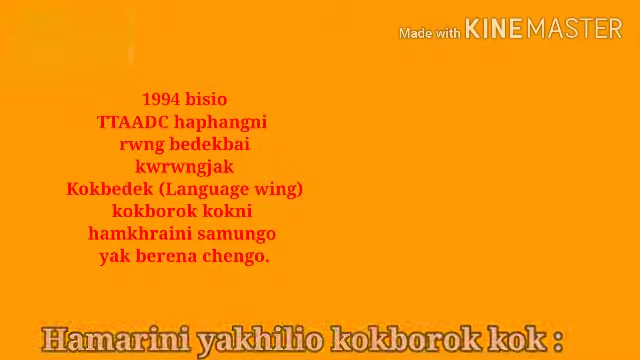 Made with KINEMASTER
1994 bisio
TTAADC haphangni
rwng bedekbai
kwrwngjak
Kokbedek (Language wing)
kokborok kokni
hamkhraini samungo
yak berena chengo.
Hamarini yakhilio kokborok kok :